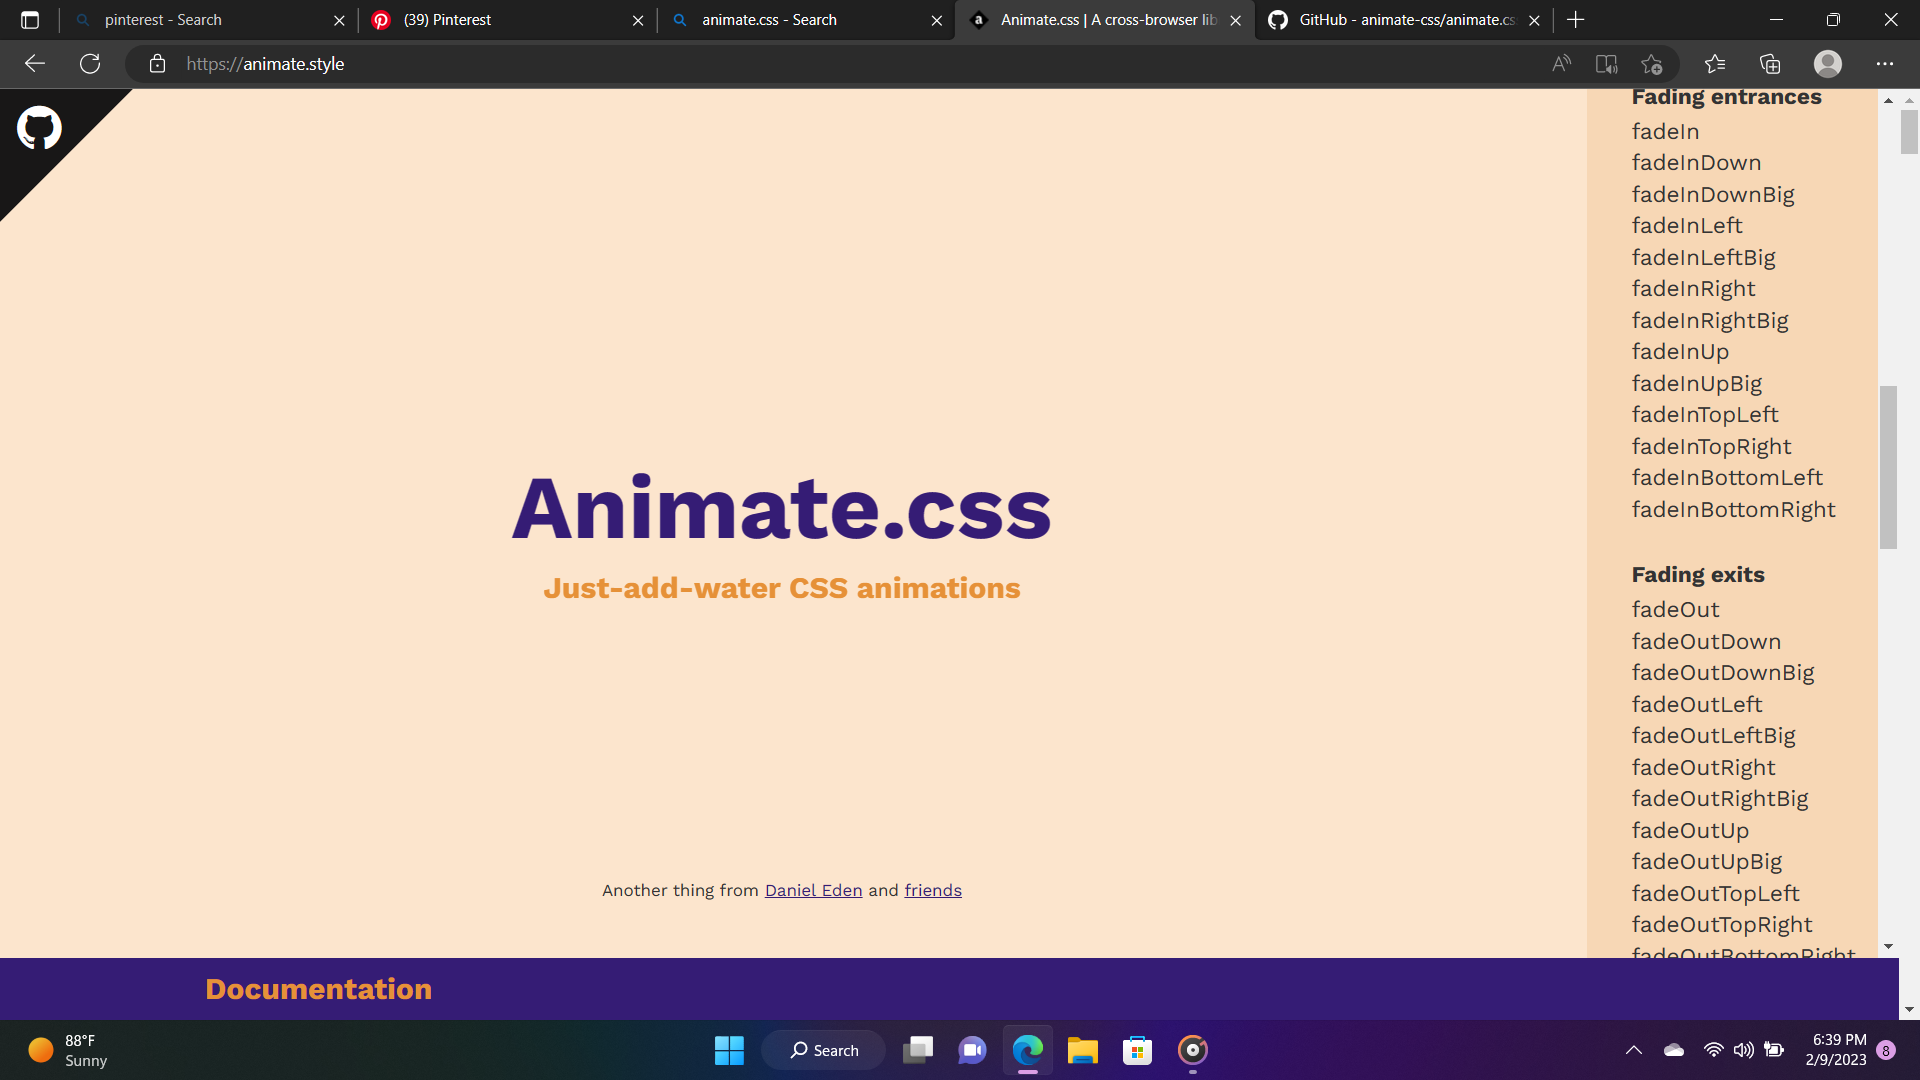 pinterest - Search
(39) Pinterest
animate.css - Search
Animate.css | A cross-browser lib
GitHub - animate-css/animate.cs
https://animate.style
Animate.css
Just-add-water CSS animations
Another thing from Daniel Eden and friends
Fading entrances
fadeIn
fadeInDown
fadeInDownBig
fadeInLeft
fadeInLeftBig
fadeInRight
fadeInRightBig
fadeInUp
fadeInUpBig
fadeInTopLeft
fadeInTopRight
fadeInBottomLeft
fadeInBottomRight
Fading exits
fadeOut
fadeOutDown
fadeOutDownBig
fadeOutLeft
fadeOutLeftBig
fadeOutRight
fadeOutRightBig
fadeOutUp
fadeOutUpBig
fadeOutTopLeft
fadeOutTopRight
fadeOutBottomRight
Documentation
88°F
Sunny
Search
6:39 PM
2/9/2023
8